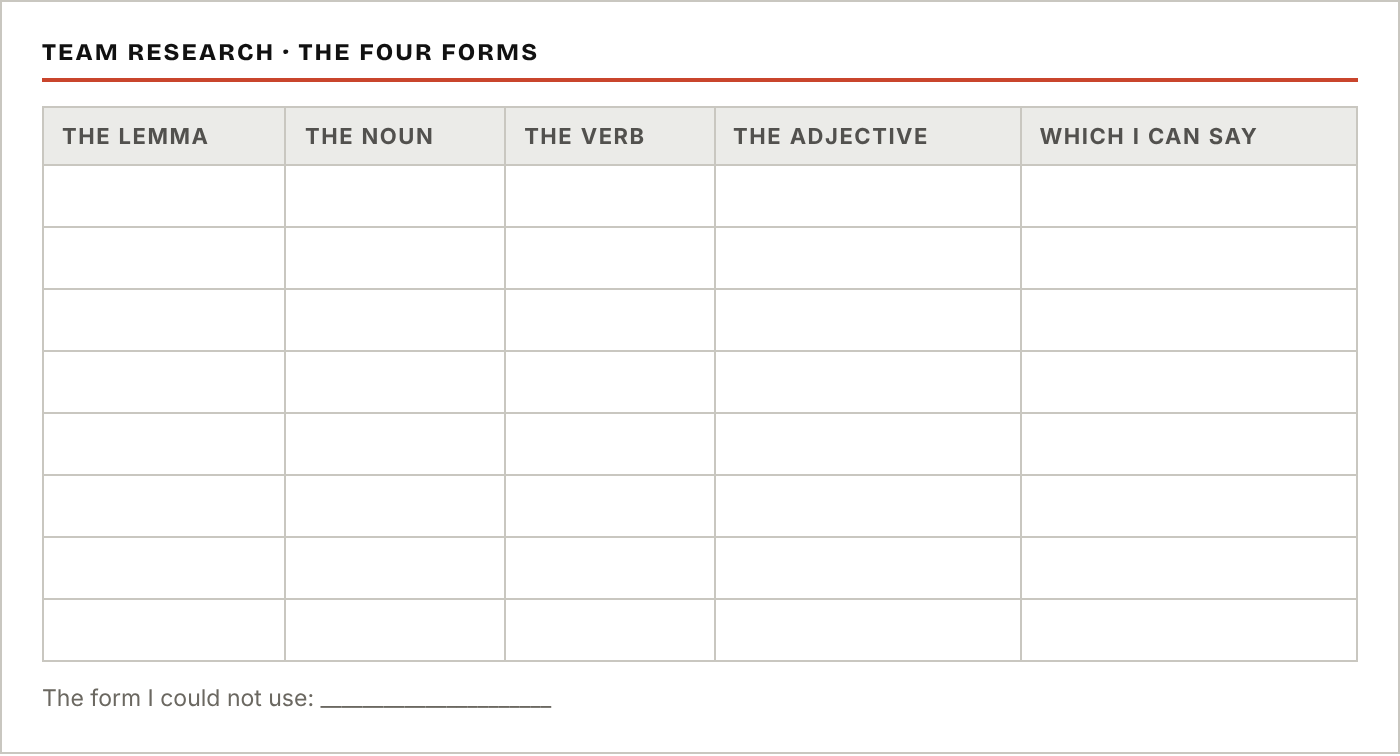 TEAM RESEARCH · THE FOUR FORMS
THE LEMMA THE NOUN THE VERB THE ADJECTIVE WHICH I CAN SAY
The form I could not use: ____________________